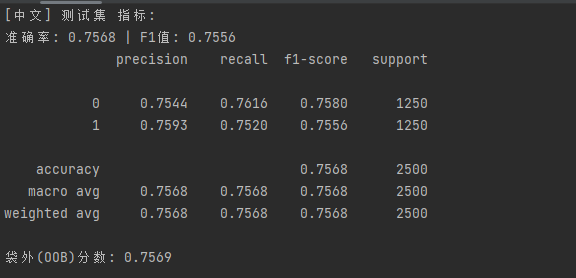 [中文] 测试集 指标:
准确率: 0.7568 | F1值: 0.7556
precision recall f1-score support
0 0.7544 0.7616 0.7580 1250
1 0.7593 0.7520 0.7556 1250
accuracy 0.7568 2500
macro avg 0.7568 0.7568 0.7568 2500
weighted avg 0.7568 0.7568 0.7568 2500
袋外(OOB)分数: 0.7569